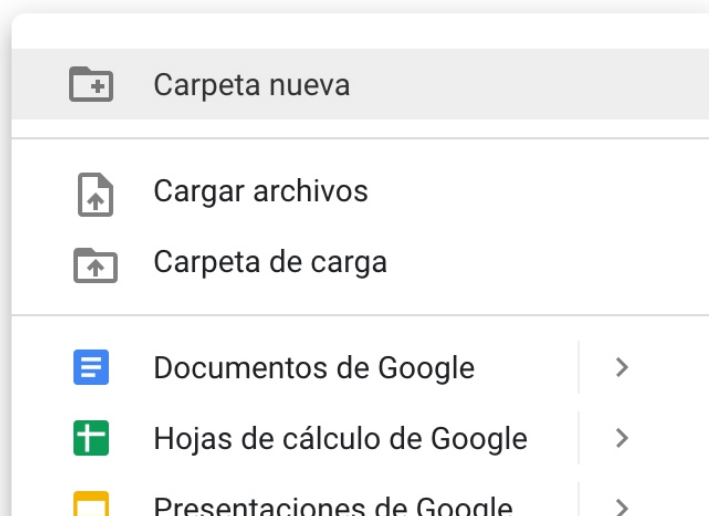 Carpeta nueva
Cargar archivos
Carpeta de carga
Documentos de Google
Hojas de cálculo de Google
Presentaciones de Google